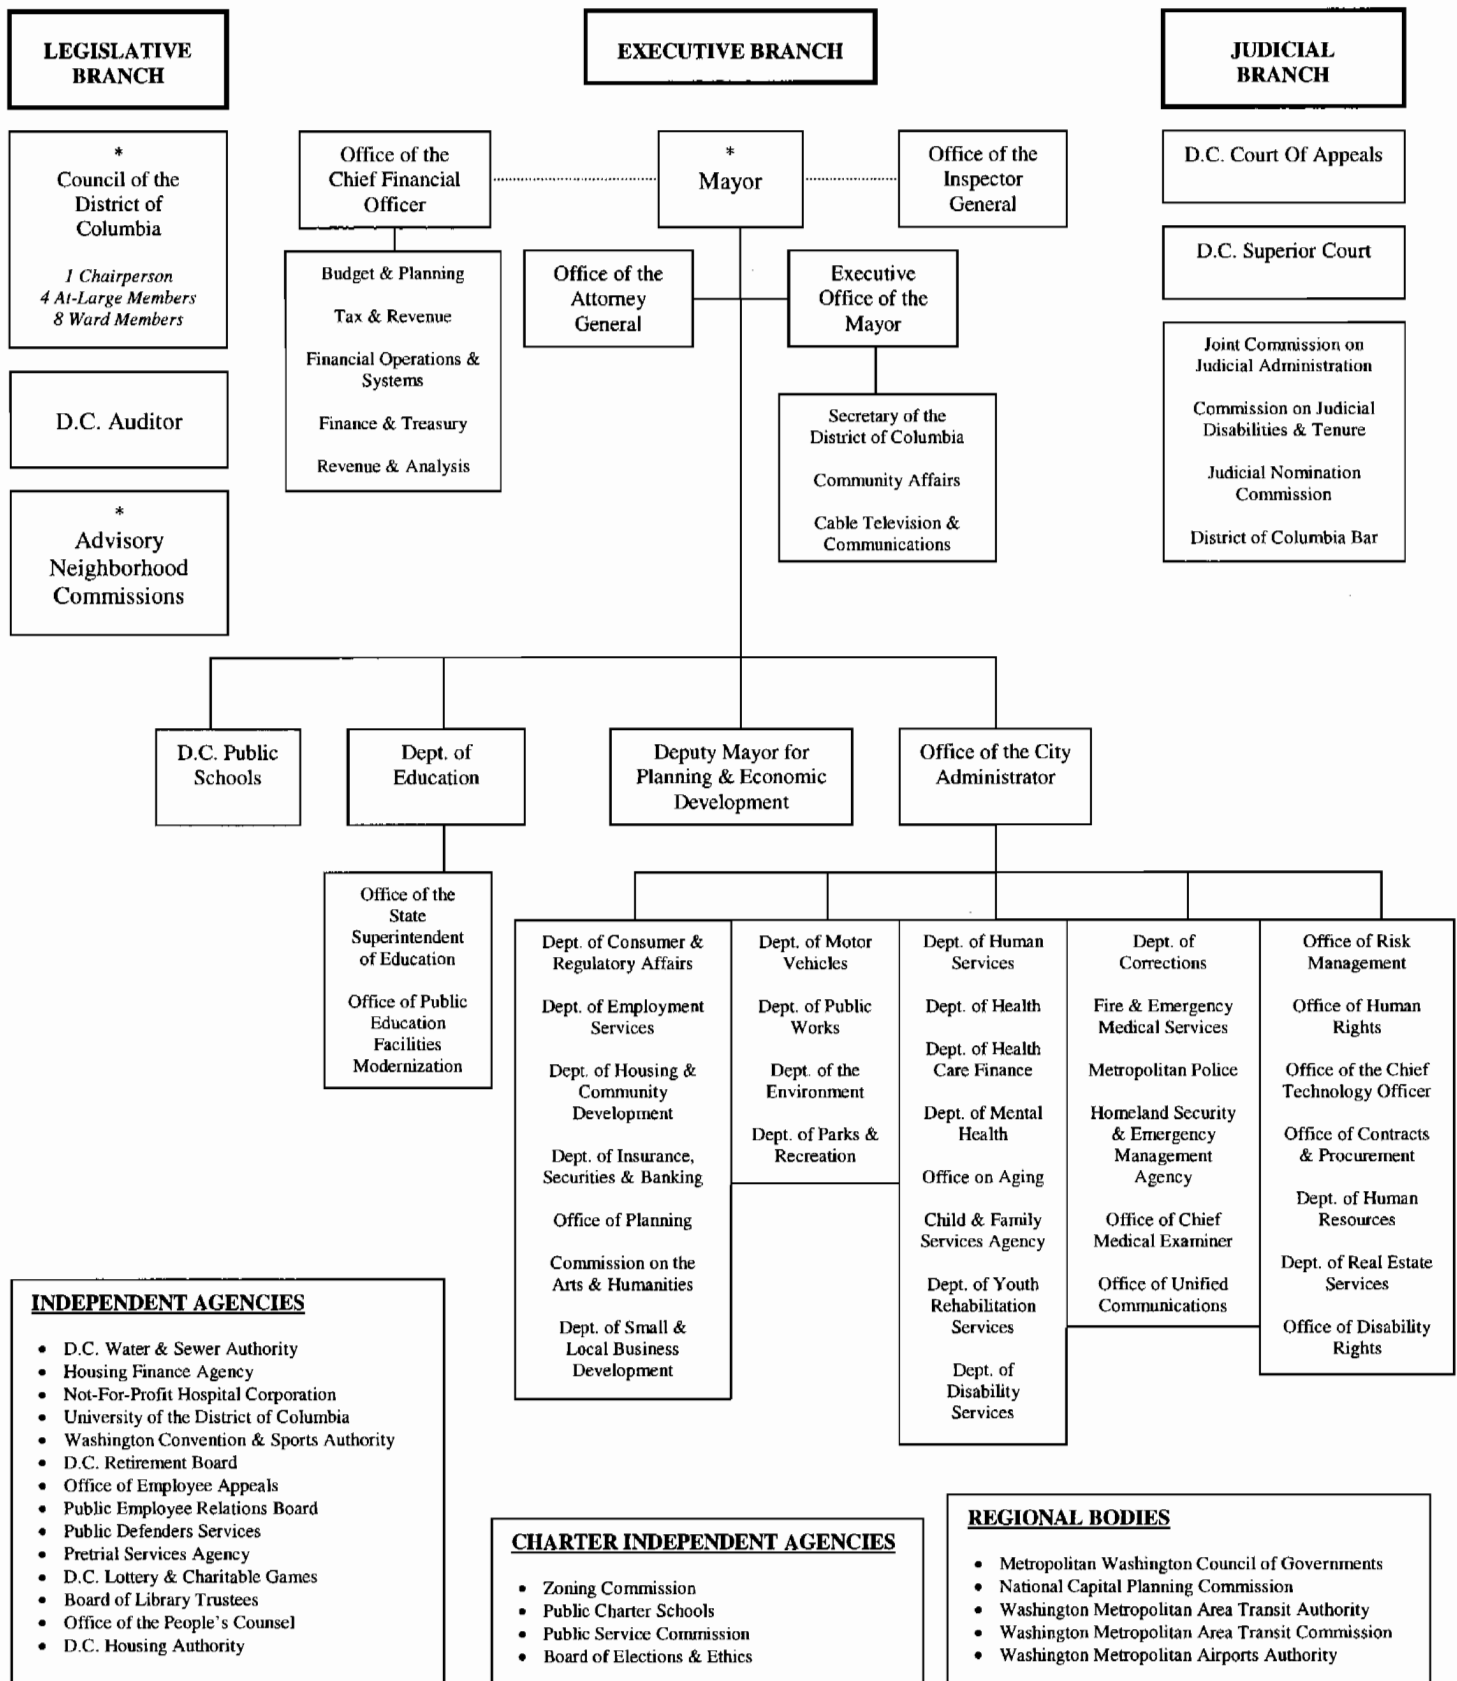 LEGISLATIVE
BRANCH
EXECUTIVE BRANCH
JUDICIAL
BRANCH
*
Council of the
District of
Columbia
1 Chairperson
4 At-Large Members
8 Ward Members
D.C. Auditor
*
Advisory
Neighborhood
Commissions
Office of the
Chief Financial
Officer
*
Mayor
Office of the
Inspector
General
Budget & Planning
Tax & Revenue
Financial Operations &
Systems
Finance & Treasury
Revenue & Analysis
Office of the
Attorney
General
Executive
Office of the
Mayor
Secretary of the
District of Columbia
Community Affairs
Cable Television &
Communications
D.C. Court Of Appeals
D.C. Superior Court
Joint Commission on
Judicial Administration
Commission on Judicial
Disabilities & Tenure
Judicial Nomination
Commission
District of Columbia Bar
D.C. Public
Schools
Dept. of
Education
Deputy Mayor for
Planning & Economic
Development
Office of the City
Administrator
Office of the
State
Superintendent
of Education
Office of Public
Education
Facilities
Modernization
Dept. of Consumer &
Regulatory Affairs
Dept. of Employment
Services
Dept. of Housing &
Community
Development
Dept. of Insurance,
Securities & Banking
Office of Planning
Commission on the
Arts & Humanities
Dept. of Small &
Local Business
Development
Dept. of Motor
Vehicles
Dept. of Public
Works
Dept. of the
Environment
Dept. of Parks &
Recreation
Dept. of Human
Services
Dept. of Health
Dept. of Health
Care Finance
Dept. of Mental
Health
Office on Aging
Child & Family
Services Agency
Dept. of Youth
Rehabilitation
Services
Dept. of
Disability
Services
Dept. of
Corrections
Fire & Emergency
Medical Services
Metropolitan Police
Homeland Security
& Emergency
Management
Agency
Office of Chief
Medical Examiner
Office of Unified
Communications
Office of Risk
Management
Office of Human
Rights
Office of the Chief
Technology Officer
Office of Contracts
& Procurement
Dept. of Human
Resources
Dept. of Real Estate
Services
Office of Disability
Rights
INDEPENDENT AGENCIES
• D.C. Water & Sewer Authority
• Housing Finance Agency
• Not-For-Profit Hospital Corporation
• University of the District of Columbia
• Washington Convention & Sports Authority
• D.C. Retirement Board
• Office of Employee Appeals
• Public Employee Relations Board
• Public Defenders Services
• Pretrial Services Agency
• D.C. Lottery & Charitable Games
• Board of Library Trustees
• Office of the People's Counsel
• D.C. Housing Authority
CHARTER INDEPENDENT AGENCIES
• Zoning Commission
• Public Charter Schools
• Public Service Commission
• Board of Elections & Ethics
REGIONAL BODIES
• Metropolitan Washington Council of Governments
• National Capital Planning Commission
• Washington Metropolitan Area Transit Authority
• Washington Metropolitan Area Transit Commission
• Washington Metropolitan Airports Authority